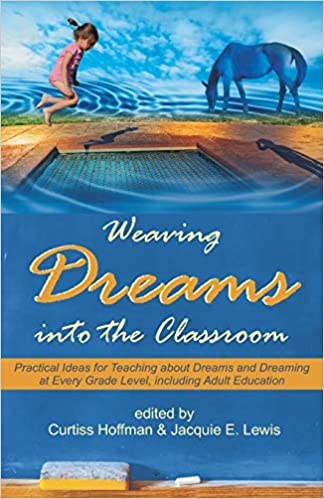 Weaving
Dreams
into the Classroom
Practical Ideas for Teaching about Dreams and Dreaming
at Every Grade Level, including Adult Education
edited by
Curtiss Hoffman & Jacquie E. Lewis